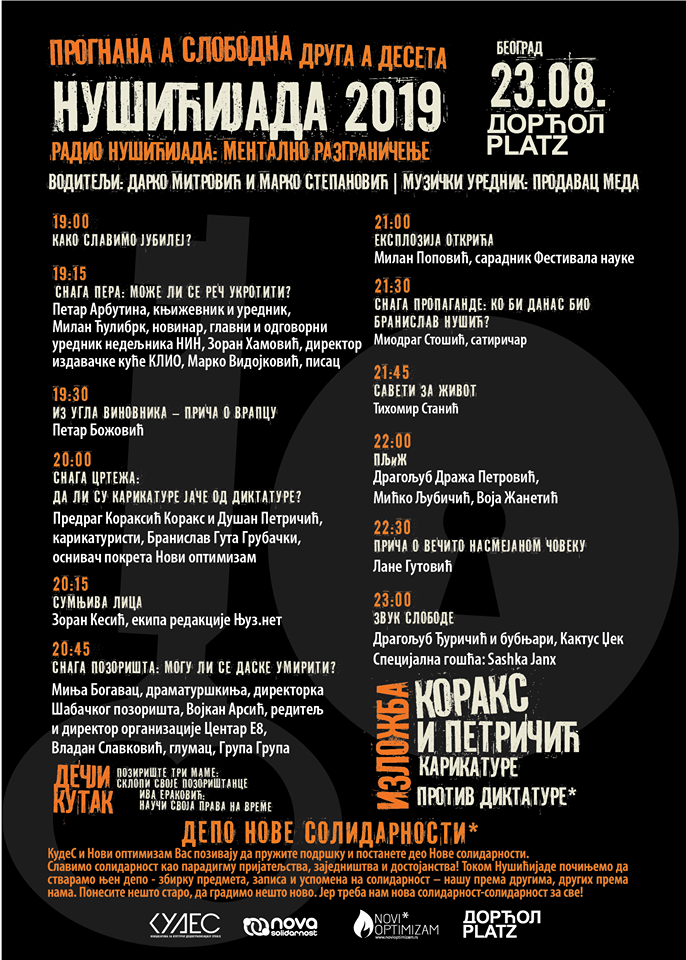 ПРОГНАНА А СЛОБОДНА ДРУГА А ДЕСЕТА
НУШИЋИЈАДА 2019
РАДИО НУШИЋИЈАДА: МЕНТАЛНО РАЗГРАНИЧЕЊЕ
БЕОГРАД
23.08.
ДОРЋОЛ
PLATZ
ВОДИТЕЉИ: ДАРКО МИТРОВИЋ И МАРКО СТЕПАНОВИЋ | МУЗИЧКИ УРЕДНИК: ПРОДАВАЦ МЕДА
19:00
КАКО СЛАВИМО ЈУБИЛЕЈ?
19:15
СНАГА ПЕРА: МОЖЕ ЛИ СЕ РЕЧ УКРОТИТИ?
Петар Арбутина, књижевник и уредник,
Милан Ћулибрк, новинар, главни и одговорни
уредник недељника НИН, Зоран Хамовић, директор
издавачке куће КЛИО, Марко Видојковић, писац
19:30
ИЗ УГЛА ВИНОВНИКА – ПРИЧА О ВРАПЦУ
Петар Божовић
20:00
СНАГА ЦРТЕЖА:
ДА ЛИ СУ КАРИКАТУРЕ ЈАЧЕ ОД ДИКТАТУРЕ?
Предраг Кораксић Коракс и Душан Петричић,
карикатуристи, Бранислав Гута Грубачки,
оснивач покрета Нови оптимизам
20:15
СУМЊИВА ЛИЦА
Зоран Кесић, екипа редакције Њуз.нет
20:45
СНАГА ПОЗОРИШТА: МОГУ ЛИ СЕ ДАСКЕ УМИРИТИ?
Миња Богавац, драматуршкиња, директорка
Шабачког позоришта, Војкан Арсић, редитељ
и директор организације Центар Е8,
Владан Славковић, глумац, Група Група
ДЕЧЈИ
КУТАК
ПОЗИРИШТЕ ТРИ МАМЕ:
СКЛОПИ СВОЈЕ ПОЗОРИШТАНЦЕ
ИВА ЕРАКОВИЋ:
НАУЧИ СВОЈА ПРАВА НА ВРЕМЕ
21:00
ЕКСПЛОЗИЈА ОТКРИЋА
Милан Поповић, сарадник Фестивала науке
21:30
СНАГА ПРОПАГАНДЕ: КО БИ ДАНАС БИО
БРАНИСЛАВ НУШИЋ?
Миодраг Стошић, сатиричар
21:45
САВЕТИ ЗА ЖИВОТ
Тихомир Станић
22:00
ПЉиЖ
Драгољуб Дража Петровић,
Мићко Љубичић, Воја Жанетић
22:30
ПРИЧА О ВЕЧИТО НАСМЕЈАНОМ ЧОВЕКУ
Лане Гутовић
23:00
ЗВУК СЛОБОДЕ
Драгољуб Ђуричић и бубњари, Кактус Џек
Специјална гошћа: Sashka Janx
ИЗЛОЖБА
КОРАКС
И ПЕТРИЧИЋ
КАРИКАТУРЕ
ПРОТИВ ДИКТАТУРЕ*
ДЕПО НОВЕ СОЛИДАРНОСТИ*
КудеС и Нови оптимизам Вас позивају да пружите подршку и постанете део Нове солидарности.
Славимо солидарност као парадигму пријатељства, заједништва и достојанства! Током Нушићијаде почињемо да
стварамо њен депо - збирку предмета, записа и успомена на солидарност – нашу према другима, других према
нама. Понесите нешто старо, да градимо нешто ново. Јер треба нам нова солидарност-солидарност за све!
КУДЕС
nova
solidarnost
NOVI*
OPTIMIZAM
www.novioptimizam.rs
ДОРЋОЛ
PLATZ